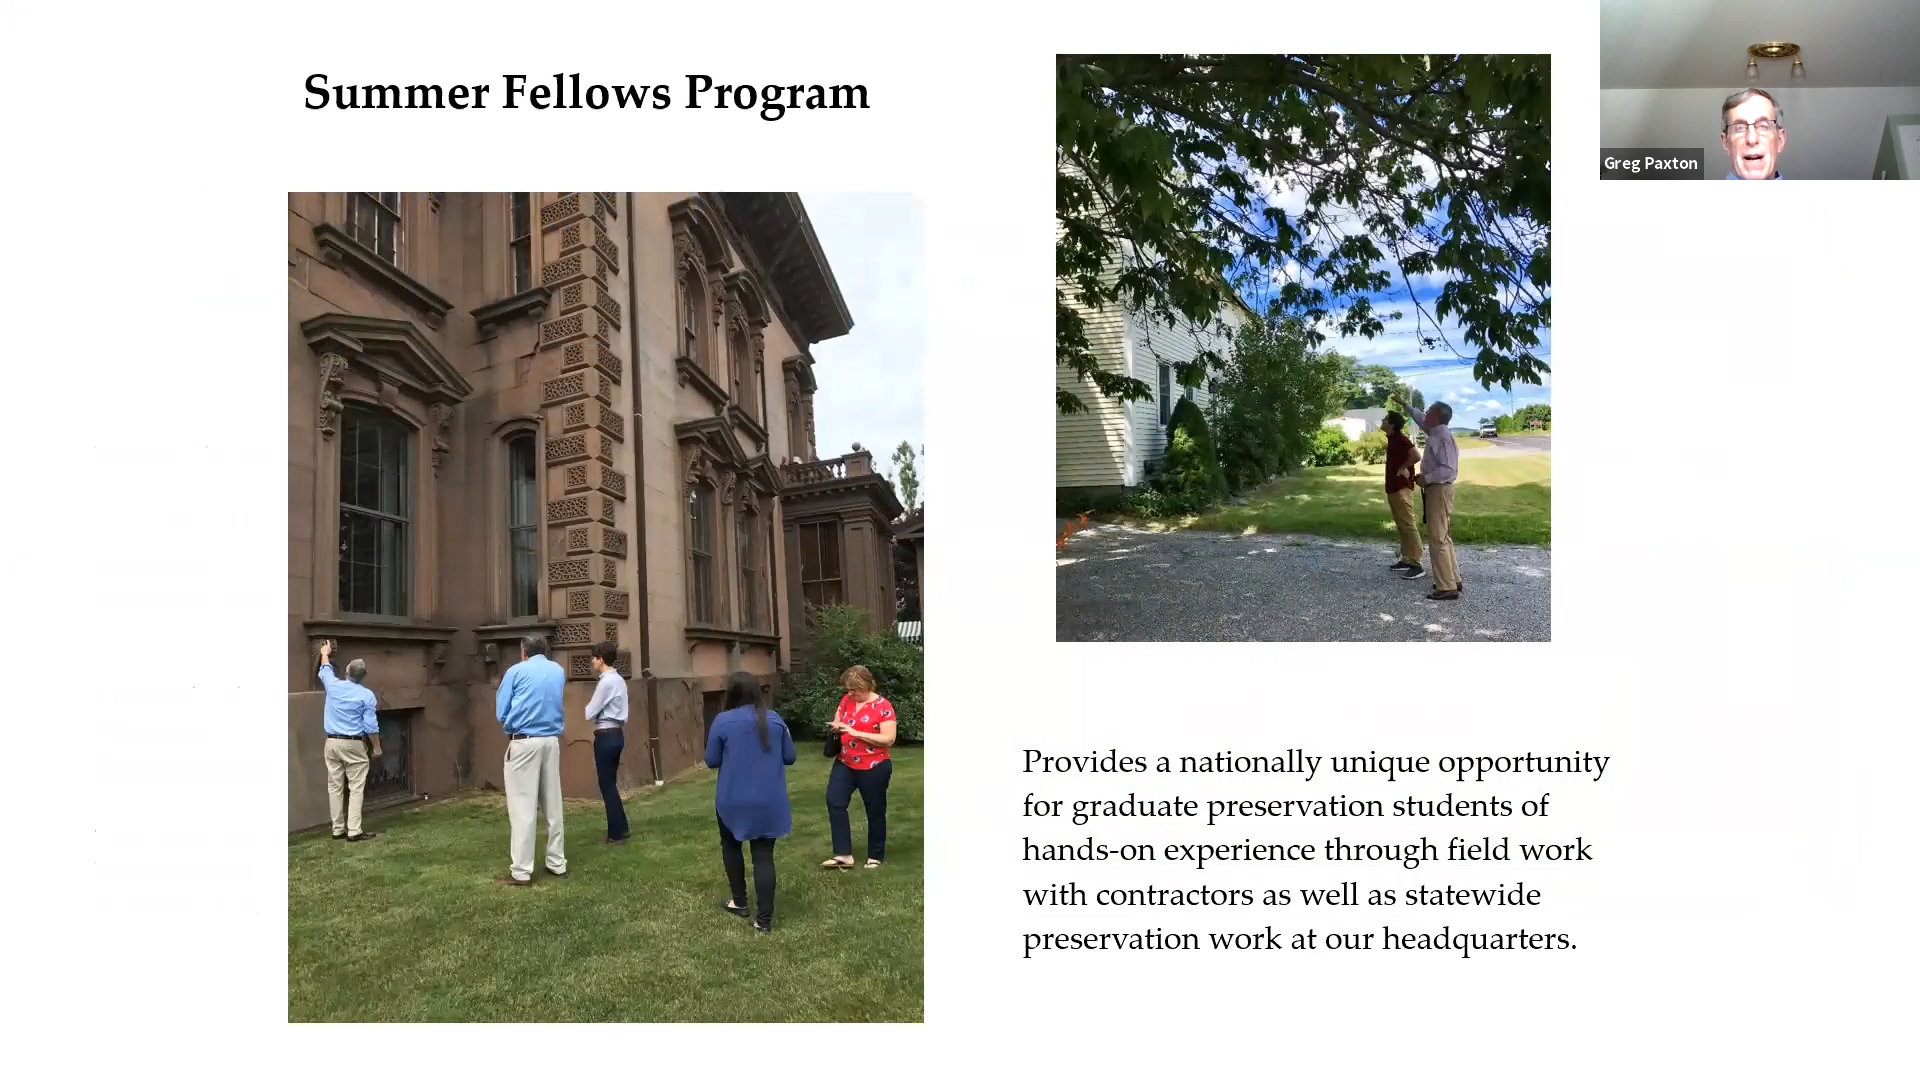 Summer Fellows Program
Greg Paxton
Provides a nationally unique opportunity
for graduate preservation students of
hands-on experience through field work
with contractors as well as statewide
preservation work at our headquarters.